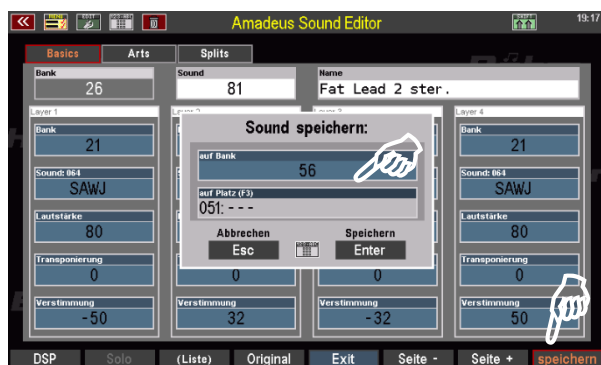 Amadeus Sound Editor
19:17
Basics Arts Splits
Bank
26
Sound
81
Name
Fat Lead 2 ster.
Layer 1
Bank
21
Sound: 064
SAWJ
Lautstärke
80
Transponierung
0
Verstimmung
-50
Sound speichern:
auf Bank
56
auf Platz (F3)
051: - - -
Abbrechen Speichern
Esc Enter
0
Verstimmung
32
0
Verstimmung
-32
Layer 4
Bank
21
Sound: 064
SAWJ
Lautstärke
80
Transponierung
0
Verstimmung
50
DSP Solo (Liste) Original Exit Seite - Seite + speichern